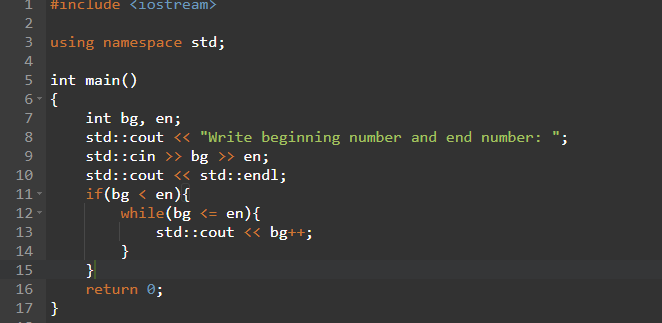 1 #include <iostream>
2
3 using namespace std;
4
5 int main()
6 {
7 int bg, en;
8 std::cout << "Write beginning number and end number: ";
9 std::cin >> bg >> en;
10 std::cout << std::endl;
11 if(bg < en){
12 while(bg <= en){
13 std::cout << bg++;
14 }
15 }
16 return 0;
17 }